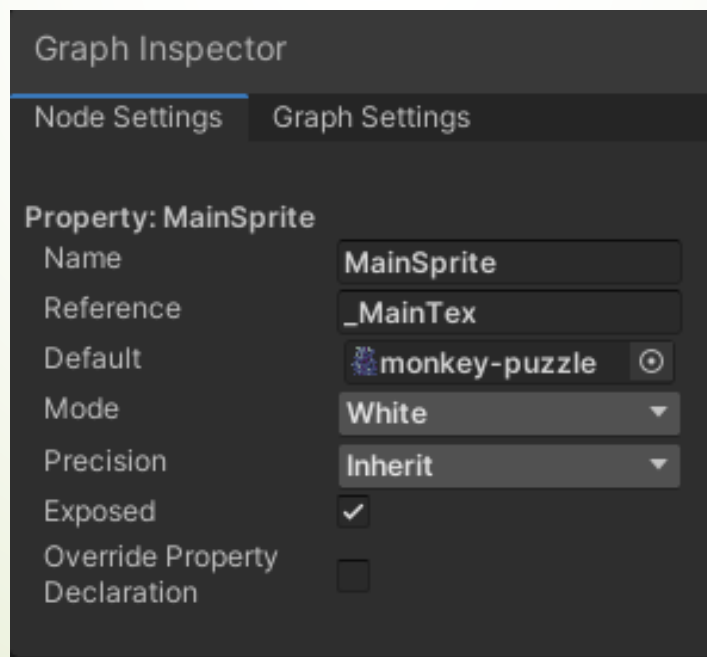 Graph Inspector
Node Settings Graph Settings
Property: MainSprite
Name MainSprite
Reference _MainTex
Default monkey-puzzle
Mode White
Precision Inherit
Exposed
Override Property
Declaration